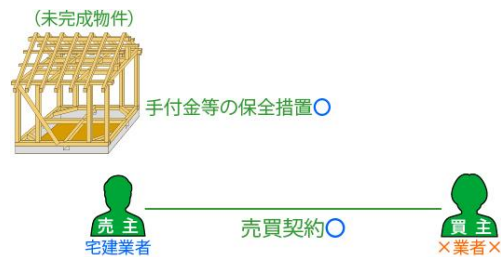 (未完成物件)
手付金等の保全措置○
売主
売買契約○
買主
宅建業者
×業者×